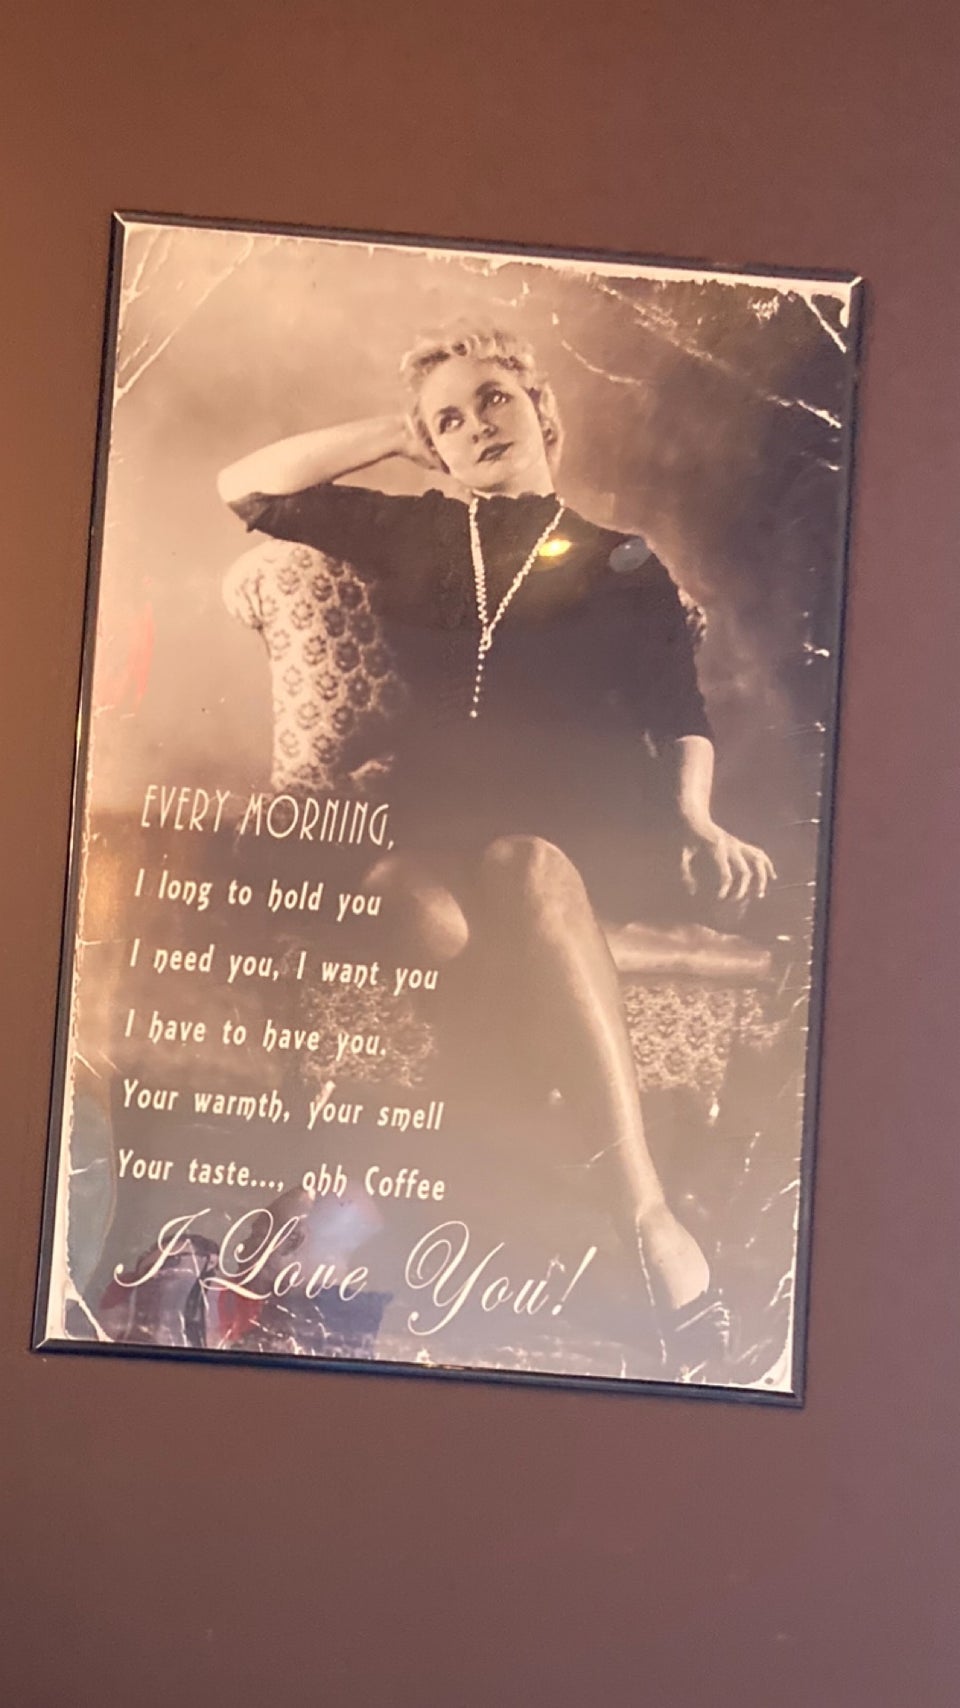 EVERY MORNING,
I long to hold you
I need you, I want you
I have to have you.
Your warmth, your smell
Your taste..., ohh Coffee
I Love You!